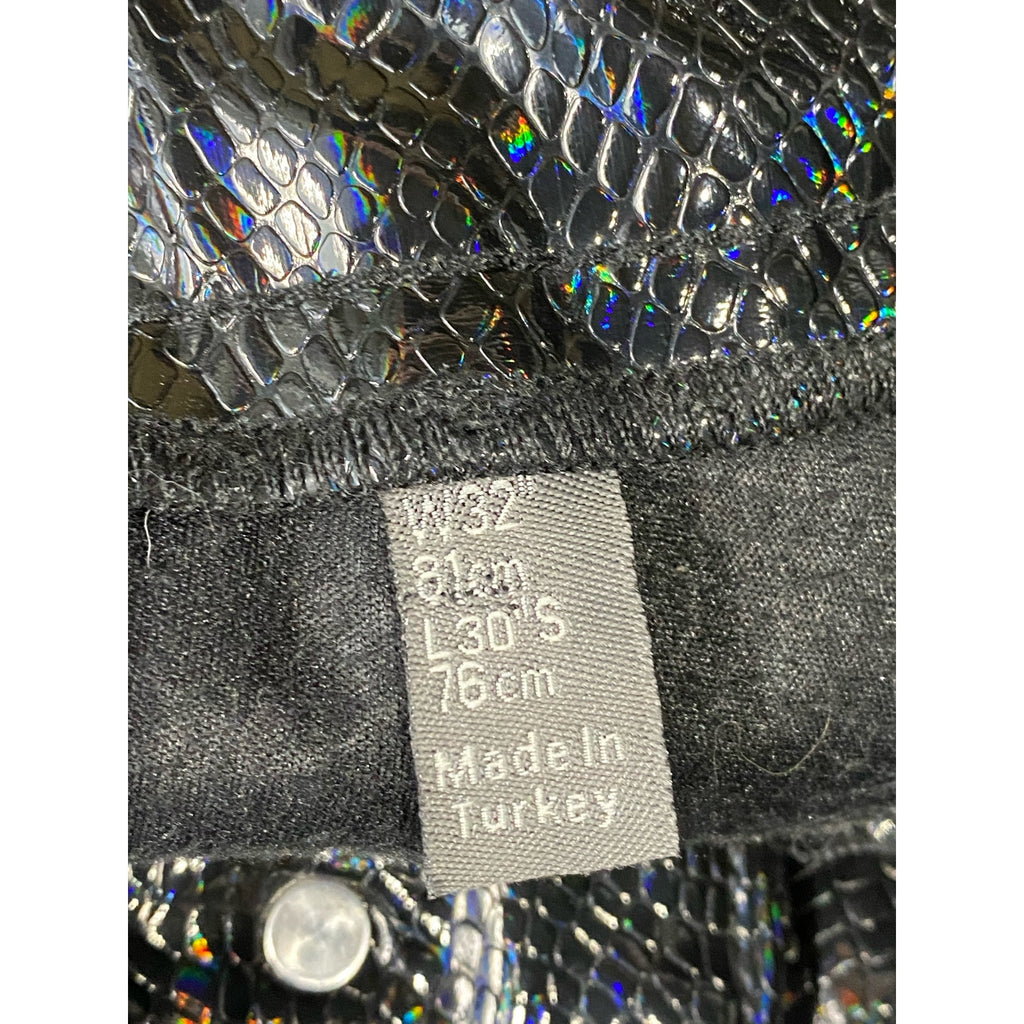 W32"
81cm
L30"S
76cm
Made In
Turkey